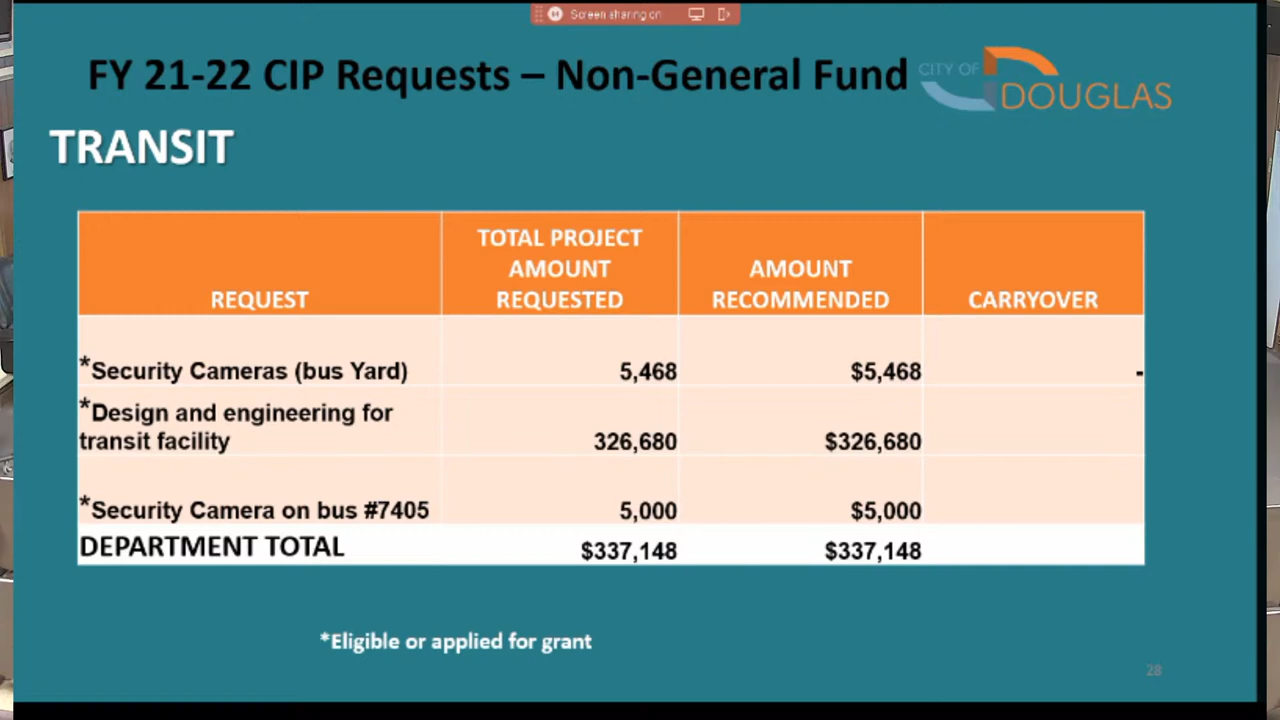 Screen sharing on
FY 21-22 CIP Requests – Non-General Fund
CITY OF
DOUGLAS
TRANSIT
REQUEST
TOTAL PROJECT
AMOUNT
REQUESTED
AMOUNT
RECOMMENDED
CARRYOVER
*Security Cameras (bus Yard) 5,468 $5,468 -
*Design and engineering for
transit facility 326,680 $326,680
*Security Camera on bus #7405 5,000 $5,000
DEPARTMENT TOTAL $337,148 $337,148
*Eligible or applied for grant
28